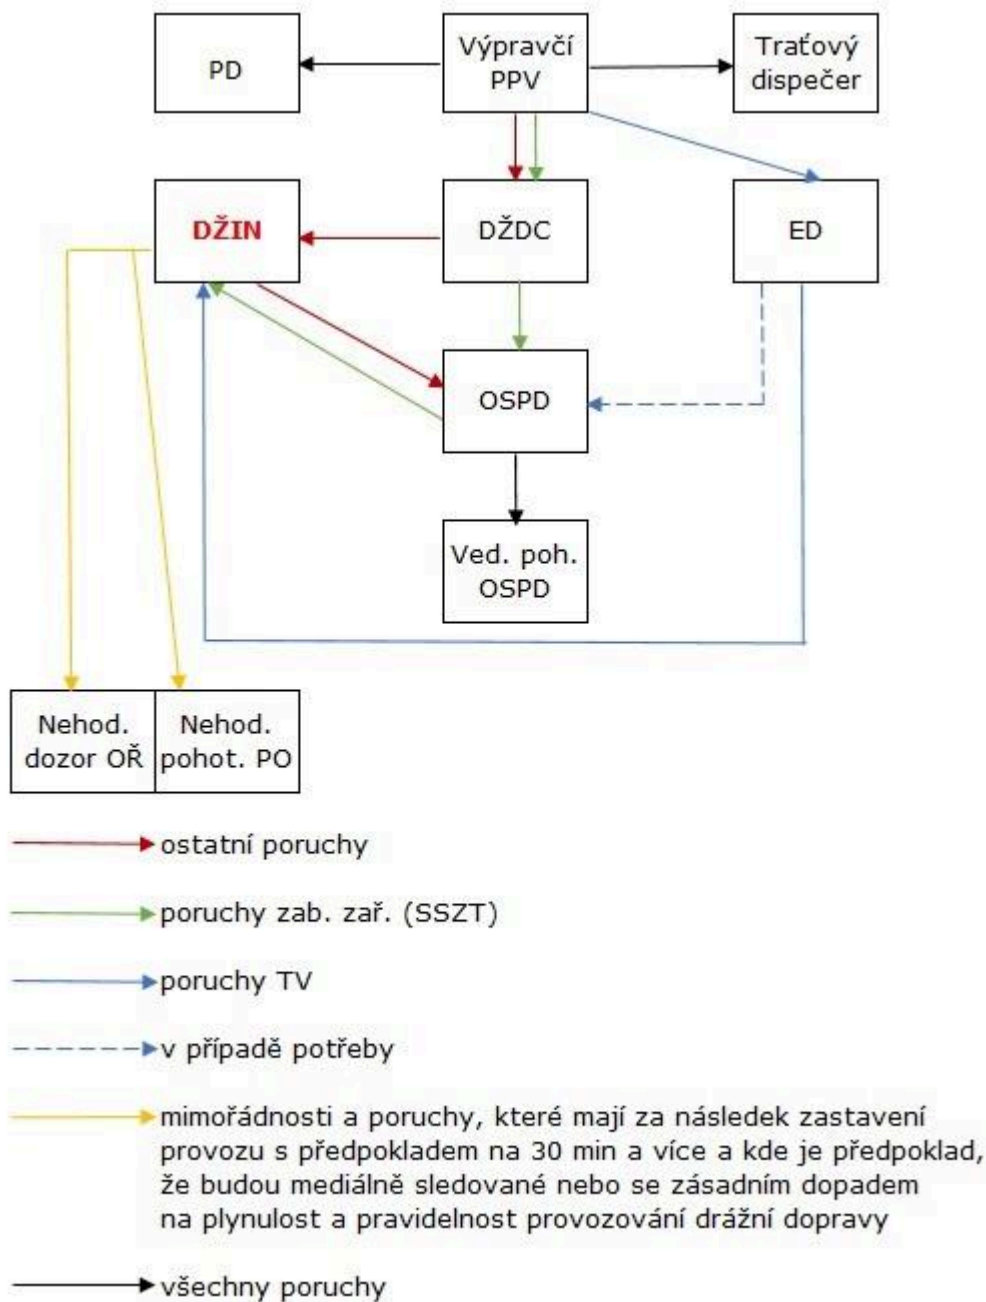 PD
Výpravčí
PPV
Traťový
dispečer
DŽIN
DŽDC
ED
OSPD
Ved. poh.
OSPD
Nehod.
dozor OŘ
Nehod.
pohot. PO
ostatní poruchy
poruchy zab. zař. (SSZT)
poruchy TV
v případě potřeby
mimořádnosti a poruchy, které mají za následek zastavení
provozu s předpokladem na 30 min a více a kde je předpoklad,
že budou mediálně sledované nebo se zásadním dopadem
na plynulost a pravidelnost provozování drážní dopravy
všechny poruchy